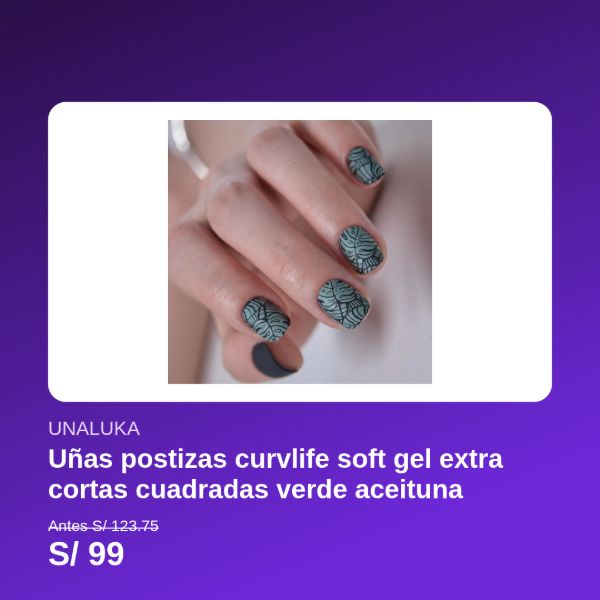 UNALUKA
Uñas postizas curvlife soft gel extra
cortas cuadradas verde aceituna
Antes S/ 123.75
S/ 99